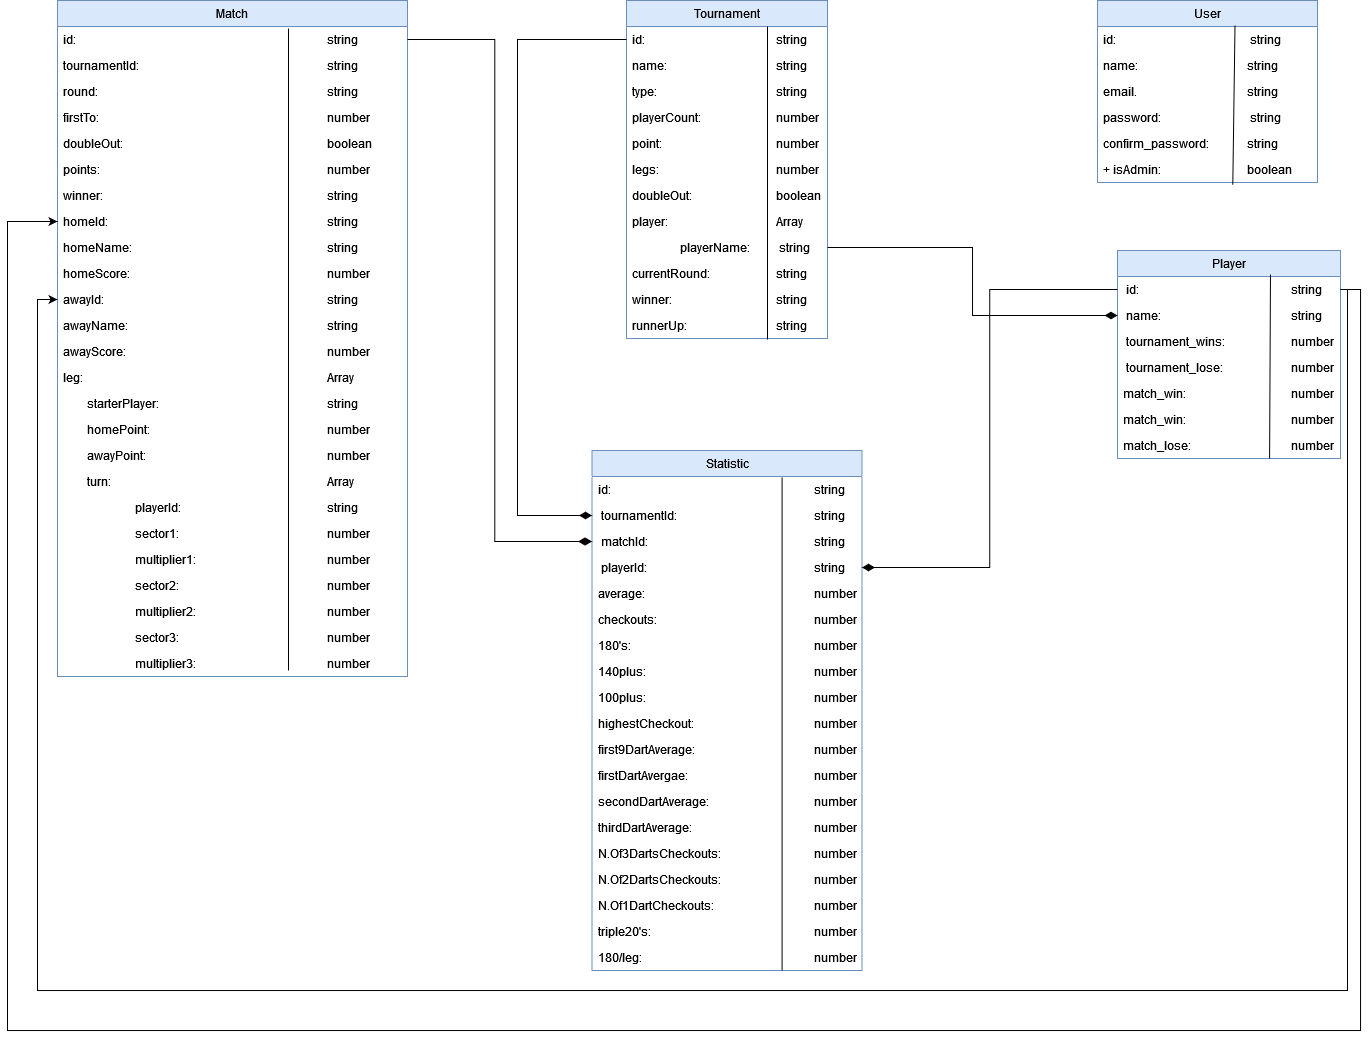 Match
id: string
tournamentId: string
round: string
firstTo: number
doubleOut: boolean
points: number
winner: string
homeId: string
homeName: string
homeScore: number
awayId: string
awayName: string
awayScore: number
leg: Array
starterPlayer: string
homePoint: number
awayPoint: number
turn: Array
playerId: string
sector1: number
multiplier1: number
sector2: number
multiplier2: number
sector3: number
multiplier3: number
Tournament
id: string
name: string
type: string
playerCount: number
point: number
legs: number
doubleOut: boolean
player: Array
playerName: string
currentRound: string
winner: string
runnerUp: string
User
id: string
name: string
email. string
password: string
confirm_password: string
+ isAdmin: boolean
Player
id: string
name: string
tournament_wins: number
tournament_lose: number
match_win: number
match_win: number
match_lose: number
Statistic
id: string
tournamentId: string
matchId: string
playerId: string
average: number
checkouts: number
180's: number
140plus: number
100plus: number
highestCheckout: number
first9DartAverage: number
firstDartAvergae: number
secondDartAverage: number
thirdDartAverage: number
N.Of3DartsCheckouts: number
N.Of2DartsCheckouts: number
N.Of1DartCheckouts: number
triple20's: number
180/leg: number